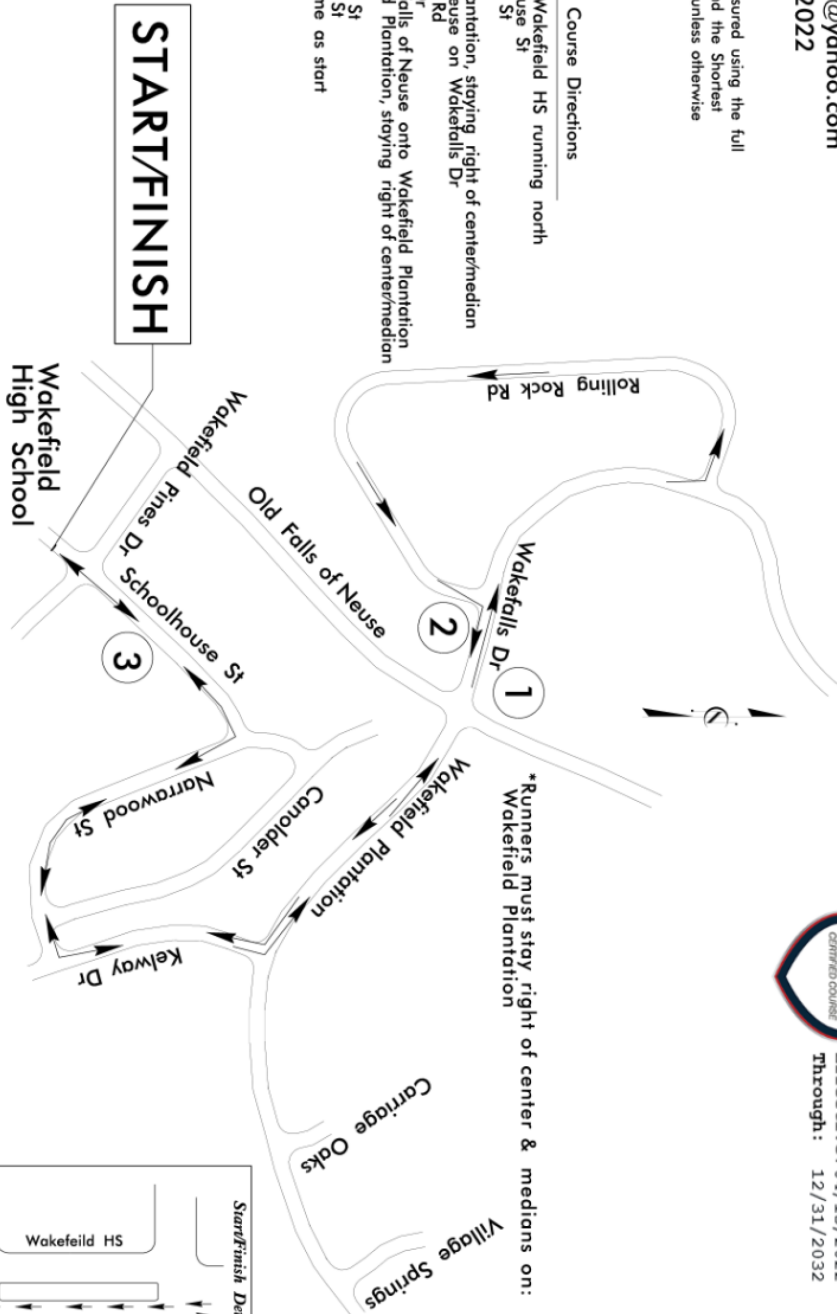 @yahoo.com
2022
sured using the full
d the Shortest
unless otherwise
Course Directions
Wakefield HS running north
use St
St
antation, staying right of center/median
euse on Wakefalls Dr
Rd
r
alls of Neuse onto Wakefield Plantation
d Plantation, staying right of center/median
St
St
me as start
START/FINISH
Wakefield
High School
CERTIFIED COURSE
Through: 12/31/2032
Rolling Rock Rd
Wakefalls Dr
1
2
Old Falls of Neuse
Wakefield Pines Dr
Schoolhouse St
3
Narrawood St
Canolder St
Wakefield Plantation
Kelway Dr
*Runners must stay right of center & medians on:
Wakefield Plantation
Carriage Oaks
Village Springs
Start/Finish De
Wakefeild HS